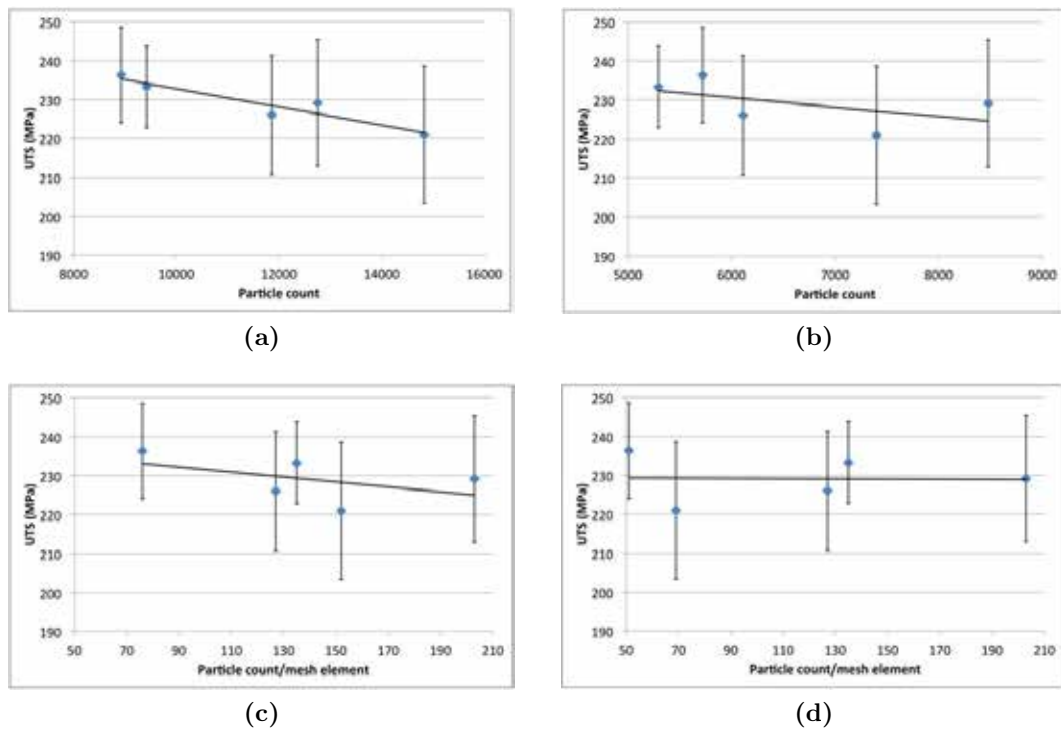 250
240
230
220
210
200
190
UTS (MPa)
8000 10000 12000 14000 16000
Particle count
(a)
250
240
230
220
210
200
190
UTS (MPa)
5000 6000 7000 8000 9000
Particle count
(b)
250
240
230
220
210
200
190
UTS (MPa)
50 70 90 110 130 150 170 190 210
Particle count/mesh element
(c)
250
240
230
220
210
200
190
UTS (MPa)
50 70 90 110 130 150 170 190 210
Particle count/mesh element
(d)